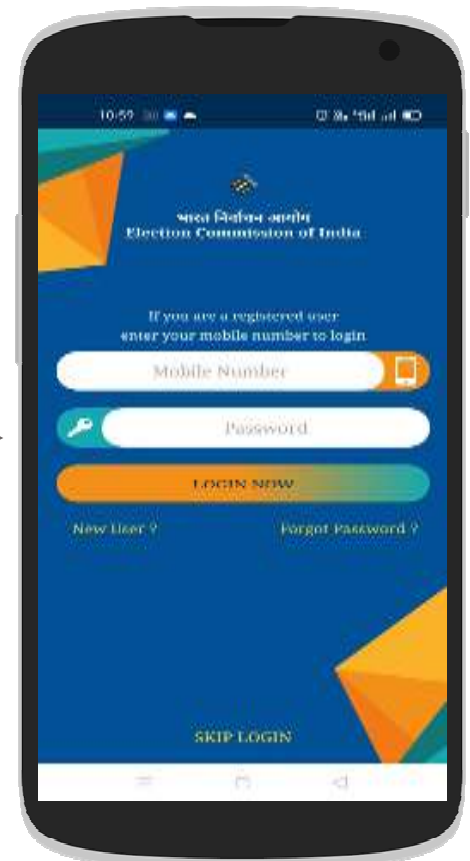 10:59
भारत निर्वाचन आयोग
Election Commission of India
If you are a registered user
enter your mobile number to login
Mobile Number
Password
LOGIN NOW
New User ?
Forgot Password ?
SKIP LOGIN